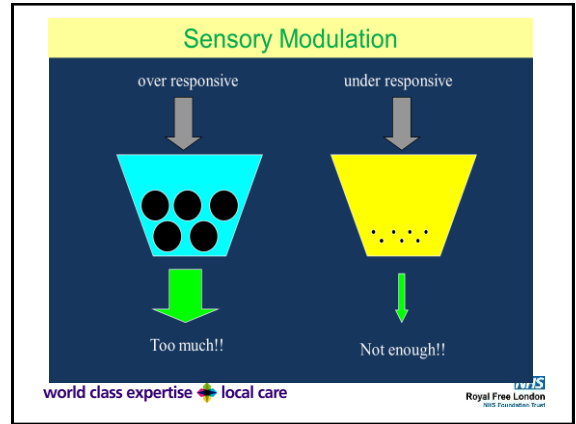 Sensory Modulation
over responsive
under responsive
Too much!!
Not enough!!
world class expertise local care
NHS
Royal Free London
NHS Foundation Trust